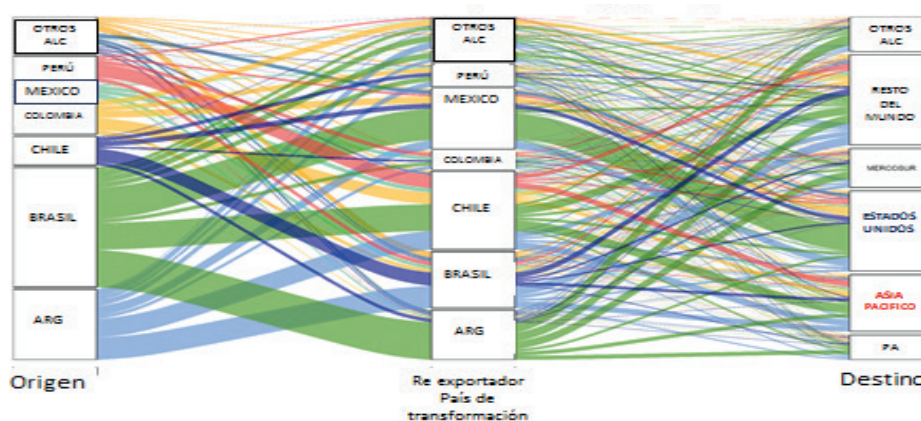 OTROS
ALC
PERÚ
MEXICO
COLOMBIA
CHILE
BRASIL
ARG
Origen
OTROS
ALC
PERÚ
MEXICO
COLOMBIA
CHILE
BRASIL
ARG
Re exportador
País de
transformación
OTROS
ALC
RESTO
DEL
MUNDO
MERCOSUR
ESTADOS
UNIDOS
ASIA
PACIFICO
PA
Destino